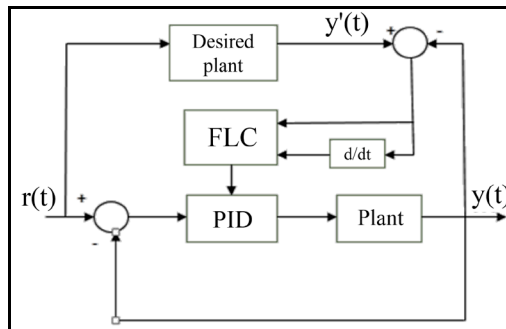 Desired
plant
y'(t)
+
-
FLC
d/dt
r(t)
+
-
PID
Plant
y(t)